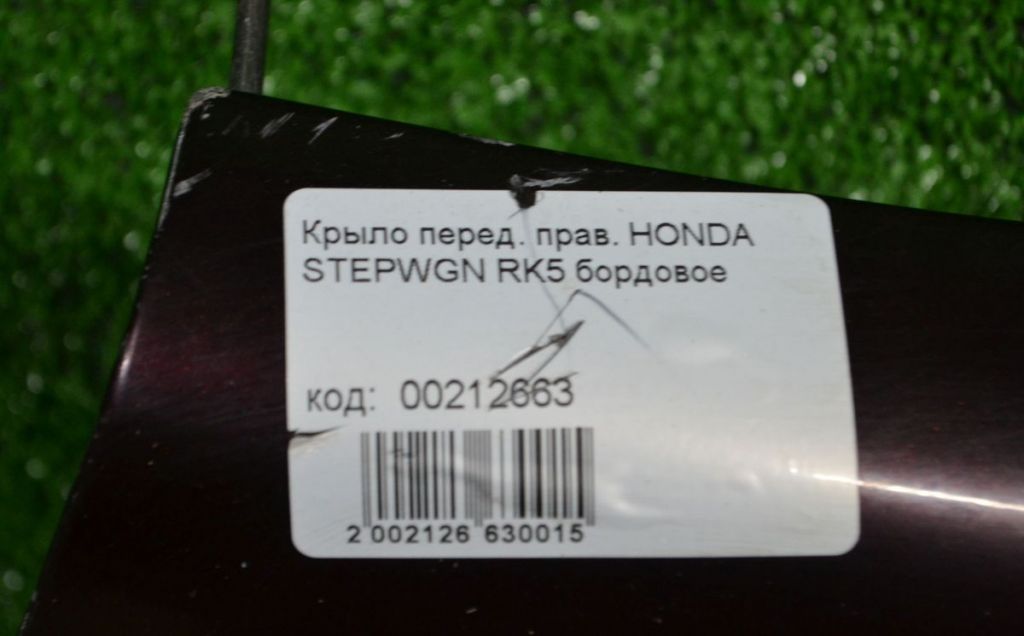 Крыло перед. прав. HONDA
STEPWGN RK5 бордовое
код: 00212663
2 002126 630015